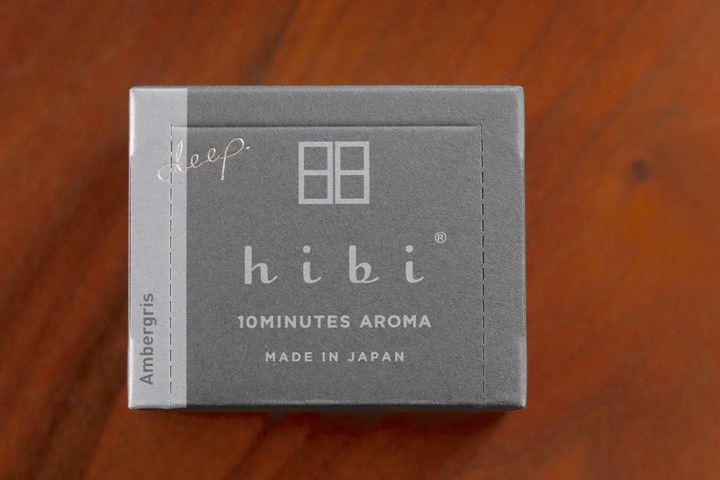 deep.
hibi®
10MINUTES AROMA
MADE IN JAPAN
Ambergris